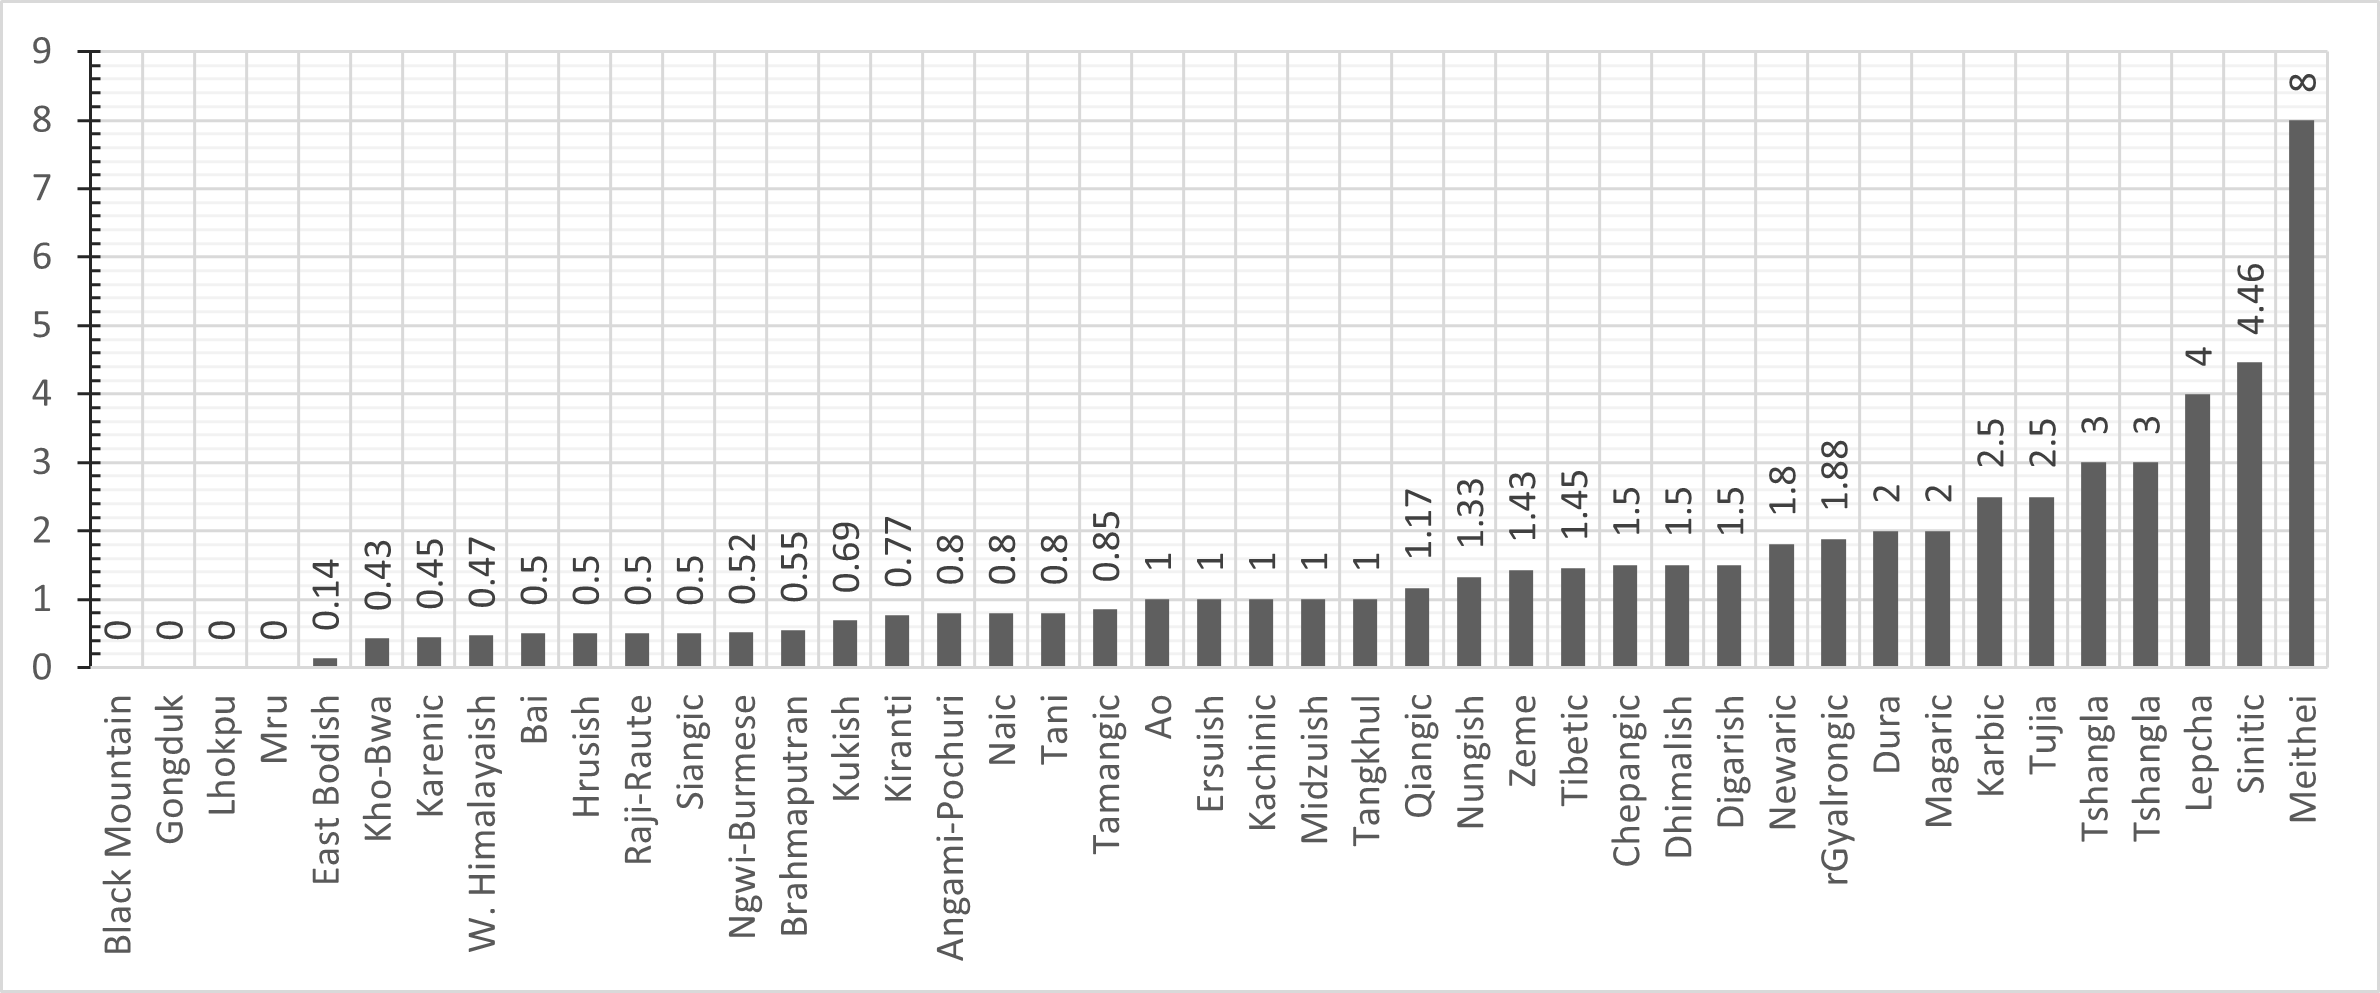 9
8
7
6
5
4
3
2
1
0
0
0
0
0
0.14
0.43
0.45
0.47
0.5
0.5
0.5
0.5
0.52
0.55
0.69
0.77
0.8
0.8
0.8
0.85
1
1
1
1
1
1.17
1.33
1.43
1.45
1.5
1.5
1.5
1.8
1.88
2
2
2.5
2.5
3
3
4
4.46
8
Black Mountain
Gongduk
Lhokpu
Mru
East Bodish
Kho-Bwa
Karenic
W. Himalayaish
Bai
Hrusish
Raji-Raute
Siangic
Ngwi-Burmese
Brahmaputran
Kukish
Kiranti
Angami-Pochuri
Naic
Tani
Tamangic
Ao
Ersuish
Kachinic
Midzuish
Tangkhul
Qiangic
Nungish
Zeme
Tibetic
Chepangic
Dhimalish
Digarish
Newaric
rGyalrongic
Dura
Magaric
Karbic
Tujia
Tshangla
Tshangla
Lepcha
Sinitic
Meithei